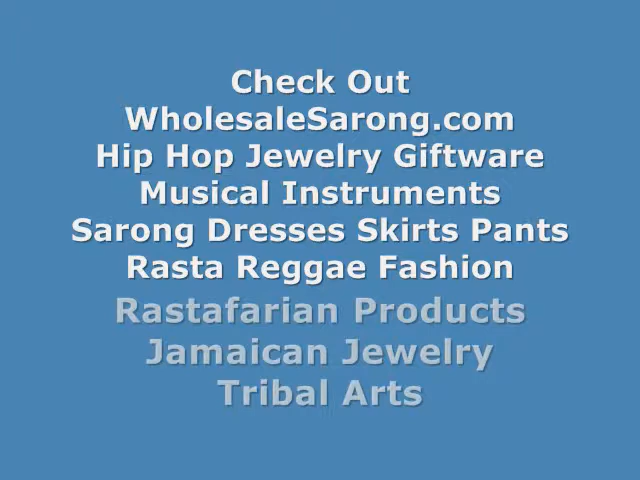 Check Out
WholesaleSarong.com
Hip Hop Jewelry Giftware
Musical Instruments
Sarong Dresses Skirts Pants
Rasta Reggae Fashion
Rastafarian Products
Jamaican Jewelry
Tribal Arts